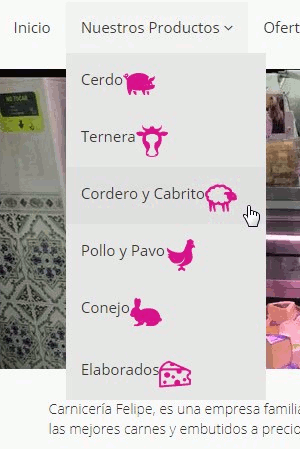 Inicio
Nuestros Productos
Ofert
NO TOCAR
Cerdo
Ternera
Cordero y Cabrito
Pollo y Pavo
Conejo
Elaborados
Carnicería Felipe, es una empresa familia
las mejores carnes y embutidos a precio